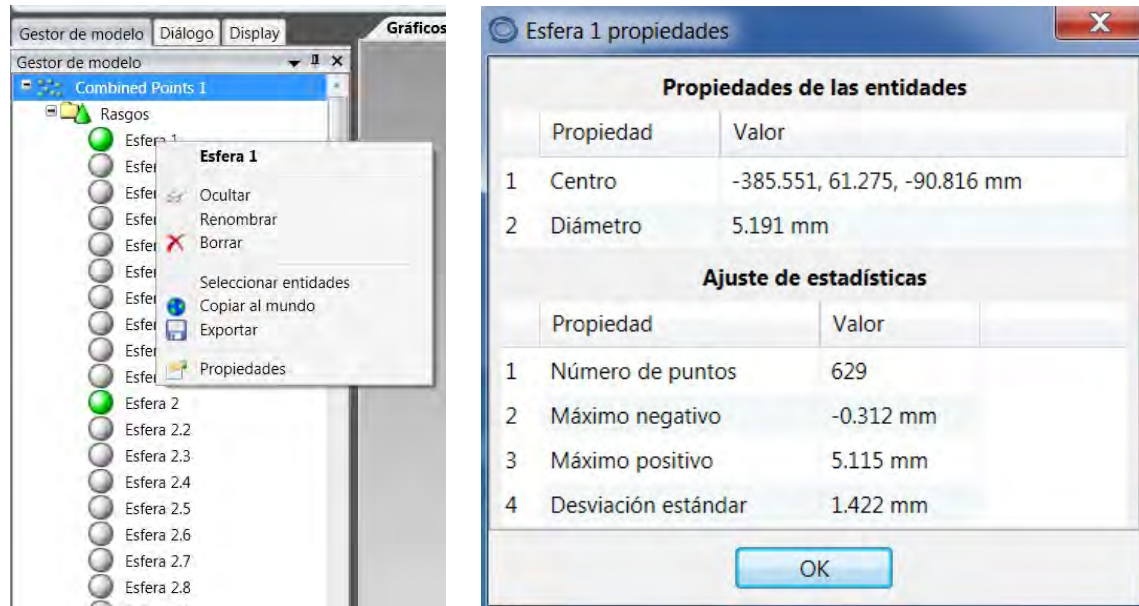 Gestor de modelo Diálogo Display
Gráficos
Gestor de modelo
Combined Points 1
Rasgos
Esfera 1
Esfera 1
Ocultar
Renombrar
Borrar
Seleccionar entidades
Copiar al mundo
Exportar
Propiedades
Esfera 2
Esfera 2.2
Esfera 2.3
Esfera 2.4
Esfera 2.5
Esfera 2.6
Esfera 2.7
Esfera 2.8
Esfera 1 propiedades
Propiedades de las entidades
Propiedad Valor
1 Centro -385.551, 61.275, -90.816 mm
2 Diámetro 5.191 mm
Ajuste de estadísticas
Propiedad Valor
1 Número de puntos 629
2 Máximo negativo -0.312 mm
3 Máximo positivo 5.115 mm
4 Desviación estándar 1.422 mm
OK